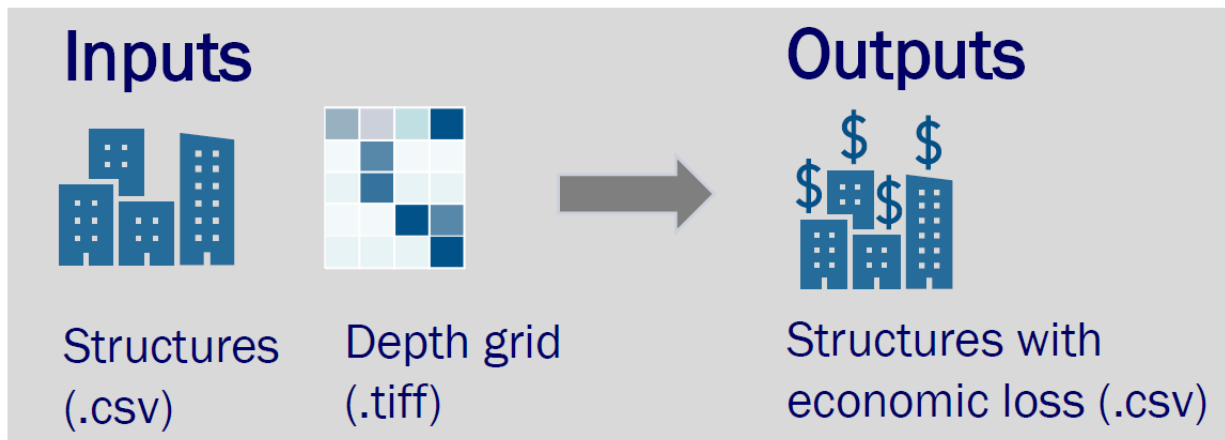 Inputs
Outputs
$ $ $ $
Structures
(.csv)
Depth grid
(.tiff)
Structures with
economic loss (.csv)